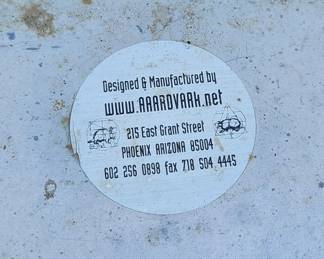 Designed & Manufactured by
www.AAARDVARk.net
215 East Grant Street
PHOENIX ARIZONA 85004
602 256 0898 fax 718 504 4445